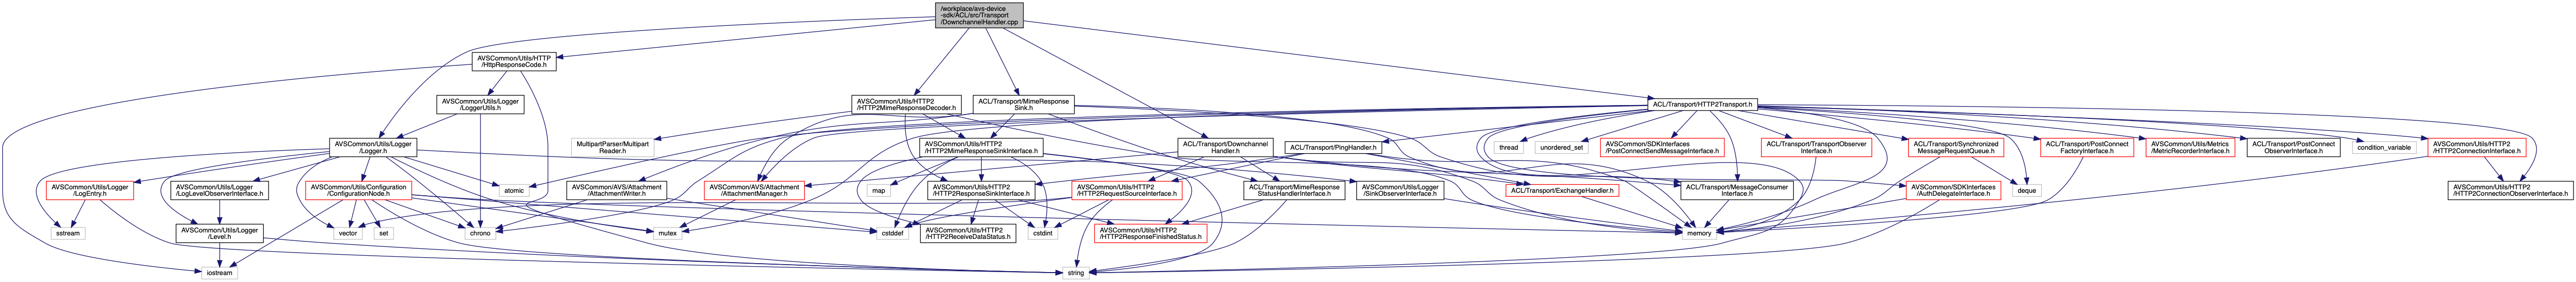 /workplace/avs-device
-sdk/ACL/src/Transport
/DownchannelHandler.cpp
AVSCommon/Utils/HTTP
/HttpResponseCode.h
AVSCommon/Utils/Logger
/LoggerUtils.h
AVSCommon/Utils/HTTP2
/HTTP2MimeResponseDecoder.h
ACL/Transport/MimeResponse
Sink.h
ACL/Transport/HTTP2Transport.h
AVSCommon/Utils/Logger
/Logger.h
MultipartParser/Multipart
Reader.h
AVSCommon/Utils/HTTP2
/HTTP2MimeResponseSinkInterface.h
ACL/Transport/Downchannel
Handler.h
ACL/Transport/PingHandler.h
thread
unordered_set
AVSCommon/SDKInterfaces
/PostConnectSendMessageInterface.h
ACL/Transport/TransportObserver
Interface.h
ACL/Transport/Synchronized
MessageRequestQueue.h
ACL/Transport/PostConnect
FactoryInterface.h
AVSCommon/Utils/Metrics
/MetricRecorderInterface.h
ACL/Transport/PostConnect
ObserverInterface.h
condition_variable
AVSCommon/Utils/HTTP2
/HTTP2ConnectionInterface.h
AVSCommon/Utils/Logger
/LogEntry.h
AVSCommon/Utils/Logger
/LogLevelObserverInterface.h
AVSCommon/Utils/Configuration
/ConfigurationNode.h
atomic
AVSCommon/AVS/Attachment
/AttachmentWriter.h
AVSCommon/AVS/Attachment
/AttachmentManager.h
map
AVSCommon/Utils/HTTP2
/HTTP2ResponseSinkInterface.h
AVSCommon/Utils/HTTP2
/HTTP2RequestSourceInterface.h
ACL/Transport/MimeResponse
StatusHandlerInterface.h
AVSCommon/Utils/Logger
/SinkObserverInterface.h
ACL/Transport/ExchangeHandler.h
ACL/Transport/MessageConsumer
Interface.h
AVSCommon/SDKInterfaces
/AuthDelegateInterface.h
deque
AVSCommon/Utils/HTTP2
/HTTP2ConnectionObserverInterface.h
sstream
AVSCommon/Utils/Logger
/Level.h
vector
set
chrono
mutex
cstddef
AVSCommon/Utils/HTTP2
/HTTP2ReceiveDataStatus.h
cstdint
AVSCommon/Utils/HTTP2
/HTTP2ResponseFinishedStatus.h
memory
iostream
string